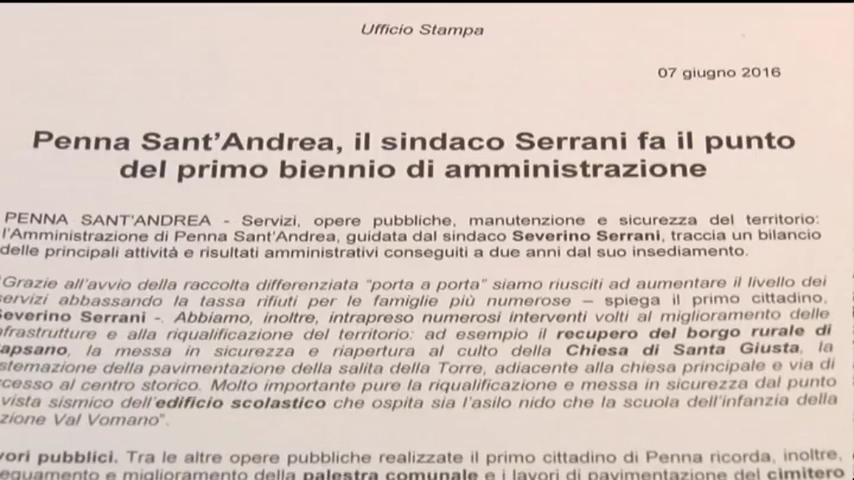 Ufficio Stampa
07 giugno 2016
Penna Sant'Andrea, il sindaco Serrani fa il punto
del primo biennio di amministrazione
PENNA SANT'ANDREA - Servizi, opere pubbliche, manutenzione e sicurezza del territorio:
l'Amministrazione di Penna Sant'Andrea, guidata dal sindaco Severino Serrani, traccia un bilancio
delle principali attività e risultati amministrativi conseguiti a due anni dal suo insediamento.
"Grazie all'avvio della raccolta differenziata "porta a porta" siamo riusciti ad aumentare il livello dei
servizi abbassando la tassa rifiuti per le famiglie più numerose – spiega il primo cittadino,
Severino Serrani -. Abbiamo, inoltre, intrapreso numerosi interventi volti al miglioramento delle
nfrastrutture e alla riqualificazione del territorio: ad esempio il recupero del borgo rurale di
apsano, la messa in sicurezza e riapertura al culto della Chiesa di Santa Giusta, la
stemazione della pavimentazione della salita della Torre, adiacente alla chiesa principale e via di
ccesso al centro storico. Molto importante pure la riqualificazione e messa in sicurezza dal punto
vista sismico dell'edificio scolastico che ospita sia l'asilo nido che la scuola dell'infanzia della
zione Val Vomano".
vori pubblici. Tra le altre opere pubbliche realizzate il primo cittadino di Penna ricorda, inoltre,
eguamento e miglioramento della palestra comunale e i lavori di pavimentazione del cimitero